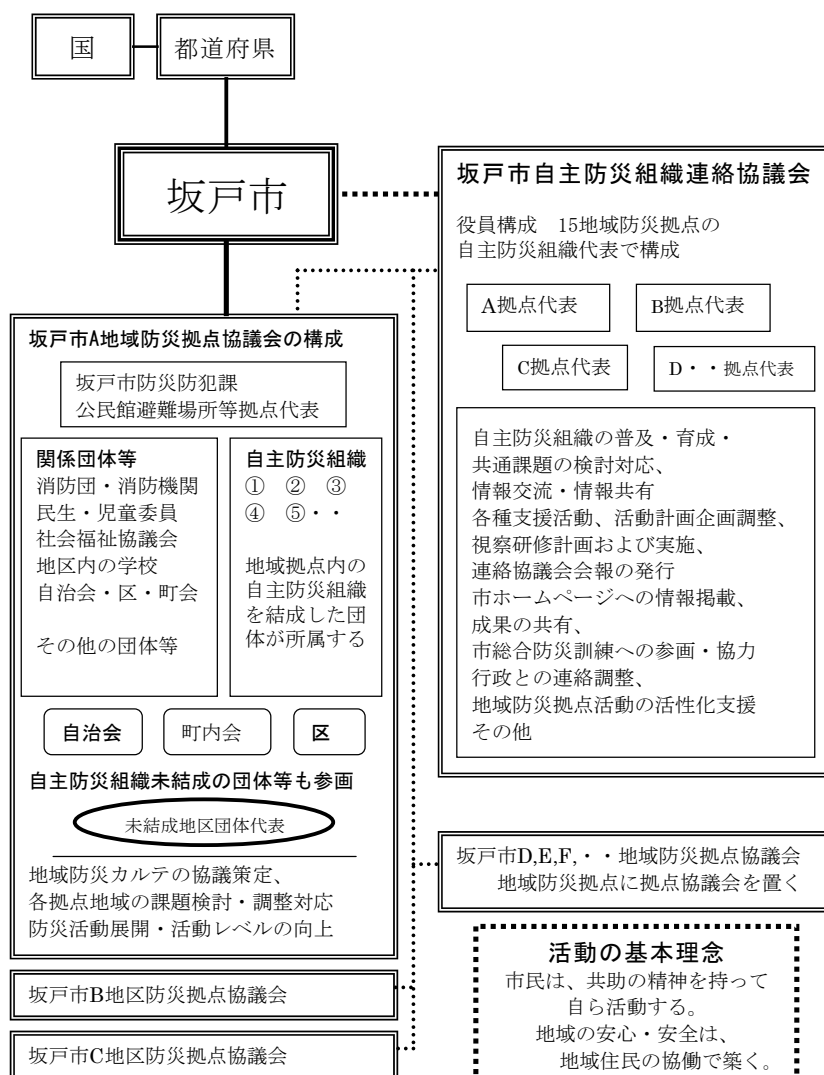 国
都道府県
坂戸市
坂戸市自主防災組織連絡協議会
役員構成　15地域防災拠点の
自主防災組織代表で構成
A拠点代表
B拠点代表
C拠点代表
D・・拠点代表
自主防災組織の普及・育成・
共通課題の検討対応、
情報交流・情報共有
各種支援活動、活動計画企画調整、
視察研修計画および実施、
連絡協議会会報の発行
市ホームページへの情報掲載、
成果の共有、
市総合防災訓練への参画・協力
行政との連絡調整、
地域防災拠点活動の活性化支援
その他
坂戸市A地域防災拠点協議会の構成
坂戸市防災防犯課
公民館避難場所等拠点代表
関係団体等
消防団・消防機関
民生・児童委員
社会福祉協議会
地区内の学校
自治会・区・町会
その他の団体等
自主防災組織
①　②　③
④　⑤・・
地域拠点内の
自主防災組織
を結成した団
体が所属する
自治会
町内会
区
自主防災組織未結成の団体等も参画
未結成地区団体代表
地域防災カルテの協議策定、
各拠点地域の課題検討・調整対応
防災活動展開・活動レベルの向上
坂戸市B地区防災拠点協議会
坂戸市C地区防災拠点協議会
坂戸市D,E,F,・・地域防災拠点協議会
地域防災拠点に拠点協議会を置く
活動の基本理念
市民は、共助の精神を持って
自ら活動する。
地域の安心・安全は、
地域住民の協働で築く。